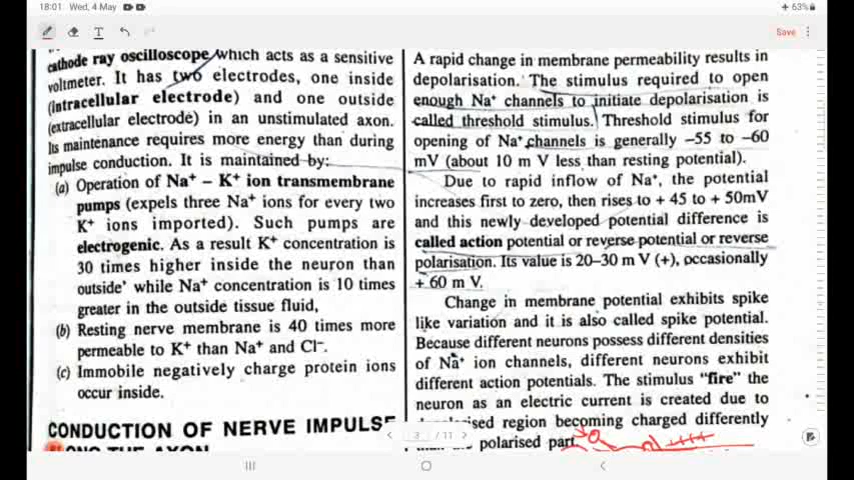 18:01 Wed, 4 May
63%
T
Save
cathode ray oscilloscope which acts as a sensitive
voltmeter. It has two electrodes, one inside
(intracellular electrode) and one outside
(extracellular electrode) in an unstimulated axon.
Its maintenance requires more energy than during
impulse conduction. It is maintained by:
(a) Operation of Na⁺ – K⁺ ion transmembrane
pumps (expels three Na⁺ ions for every two
K⁺ ions imported). Such pumps are
electrogenic. As a result K⁺ concentration is
30 times higher inside the neuron than
outside' while Na⁺ concentration is 10 times
greater in the outside tissue fluid,
(b) Resting nerve membrane is 40 times more
permeable to K⁺ than Na⁺ and Cl⁻.
(c) Immobile negatively charge protein ions
occur inside.
CONDUCTION OF NERVE IMPULSE
THE AXON
A rapid change in membrane permeability results in
depolarisation. The stimulus required to open
enough Na⁺ channels to initiate depolarisation is
called threshold stimulus. Threshold stimulus for
opening of Na⁺ channels is generally –55 to –60
mV (about 10 m V less than resting potential).
Due to rapid inflow of Na⁺, the potential
increases first to zero, then rises to + 45 to + 50mV
and this newly developed potential difference is
called action potential or reverse potential or reverse
polarisation. Its value is 20–30 m V (+), occasionally
+ 60 m V.
Change in membrane potential exhibits spike
like variation and it is also called spike potential.
Because different neurons possess different densities
of Na⁺ ion channels, different neurons exhibit
different action potentials. The stimulus "fire" the
neuron as an electric current is created due to
region becoming charged differently
polarised part.
3 / 11